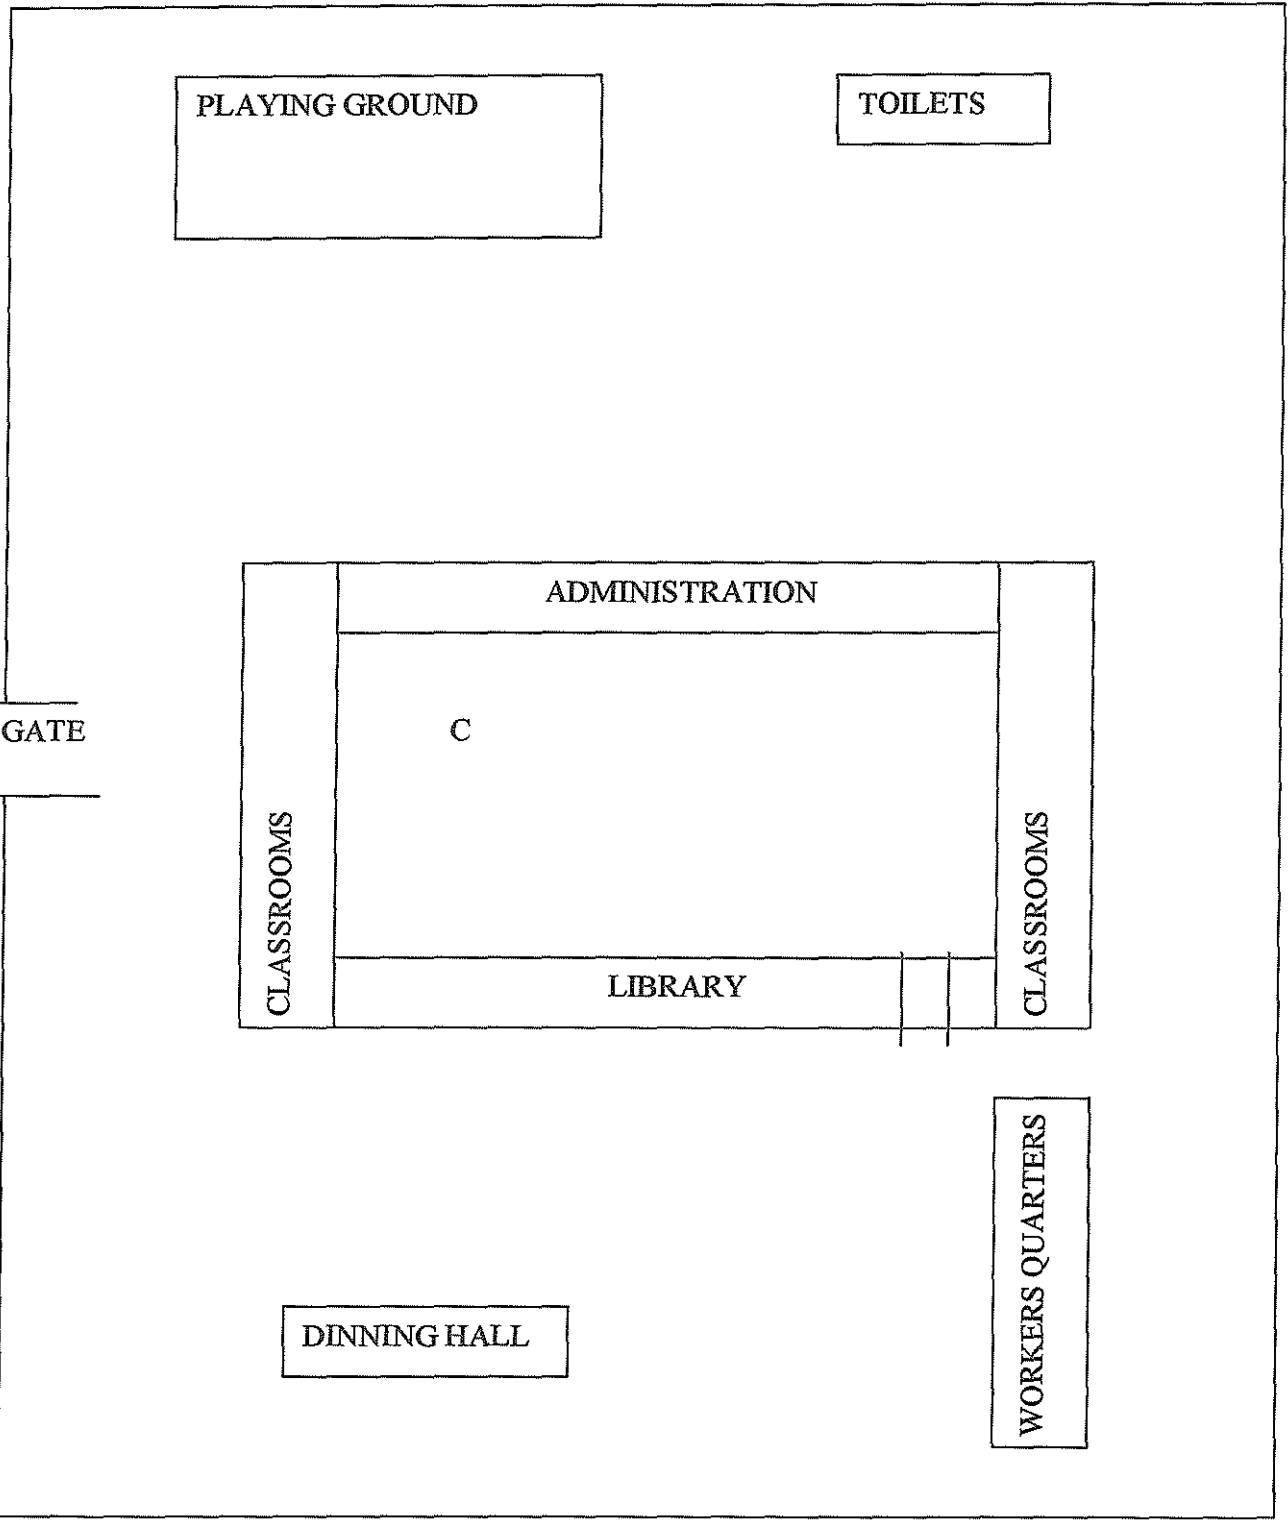 PLAYING GROUND
TOILETS
ADMINISTRATION
GATE
C
CLASSROOMS
CLASSROOMS
LIBRARY
WORKERS QUARTERS
DINNING HALL